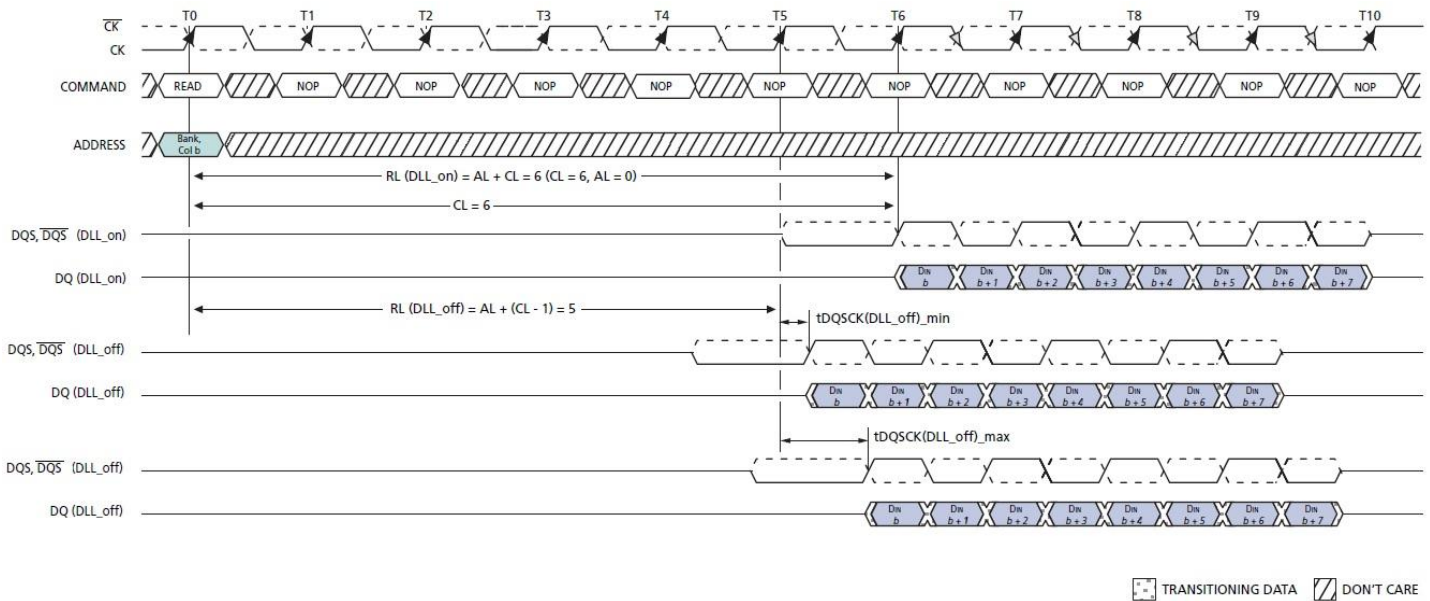 T0 T1 T2 T3 T4 T5 T6 T7 T8 T9 T10
CK
CK
COMMAND READ NOP NOP NOP NOP NOP NOP NOP NOP NOP NOP
ADDRESS Bank,
Col b
RL (DLL_on) = AL + CL = 6 (CL = 6, AL = 0)
CL = 6
DQS, DQS (DLL_on)
DQ (DLL_on) DIN DIN DIN DIN DIN DIN DIN DIN
b b + 1 b + 2 b + 3 b + 4 b + 5 b + 6 b + 7
RL (DLL_off) = AL + (CL - 1) = 5
tDQSCK(DLL_off)_min
DQS, DQS (DLL_off)
DQ (DLL_off) DIN DIN DIN DIN DIN DIN DIN DIN
b b + 1 b + 2 b + 3 b + 4 b + 5 b + 6 b + 7
tDQSCK(DLL_off)_max
DQS, DQS (DLL_off)
DQ (DLL_off) DIN DIN DIN DIN DIN DIN DIN DIN
b b + 1 b + 2 b + 3 b + 4 b + 5 b + 6 b + 7
TRANSITIONING DATA DON'T CARE